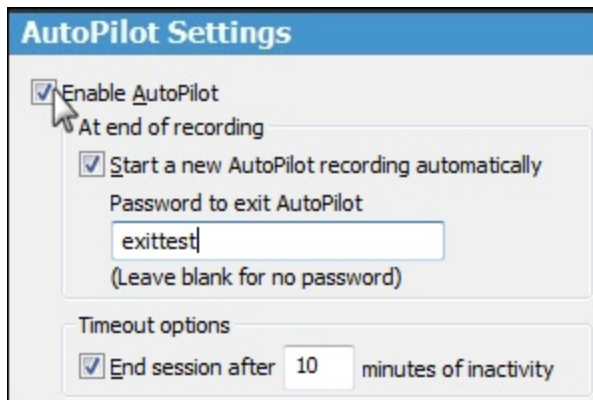 AutoPilot Settings
Enable AutoPilot
At end of recording
Start a new AutoPilot recording automatically
Password to exit AutoPilot
exittest
(Leave blank for no password)
Timeout options
End session after 10 minutes of inactivity